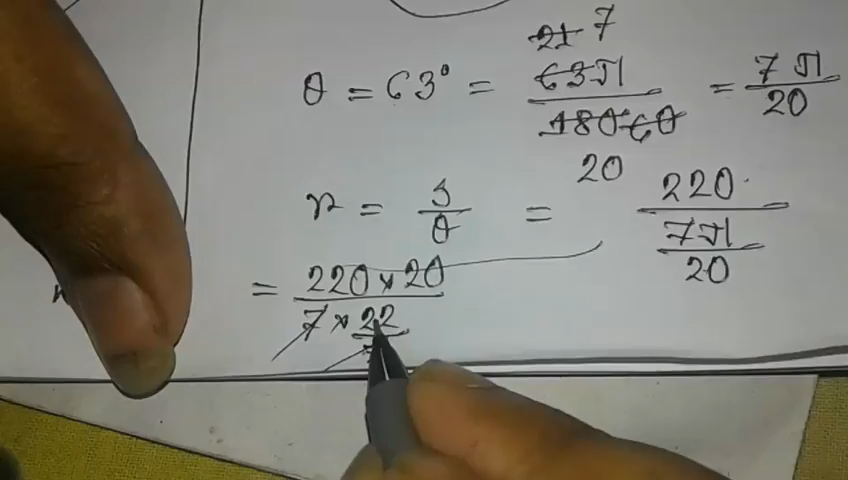 21 7
θ = 63° = 63π / 180 60 = 7π / 20
20
r = s / θ = 220 / 7π / 20
= 220 × 20 / 7 × 22